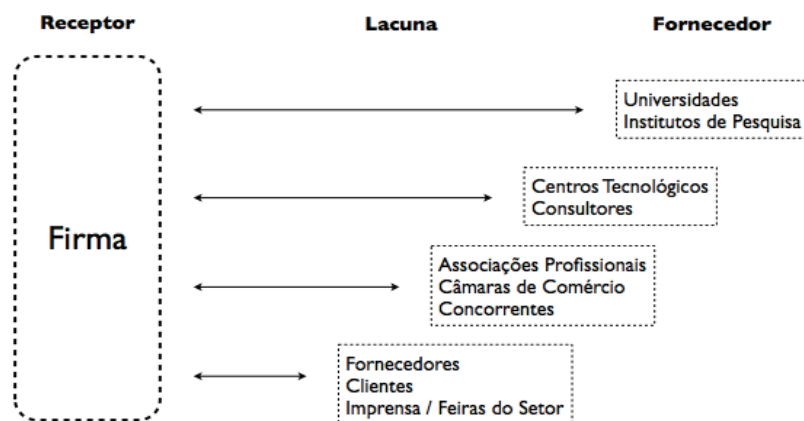 Receptor
Lacuna
Fornecedor
Firma
Universidades
Institutos de Pesquisa
Centros Tecnológicos
Consultores
Associações Profissionais
Câmaras de Comércio
Concorrentes
Fornecedores
Clientes
Imprensa / Feiras do Setor